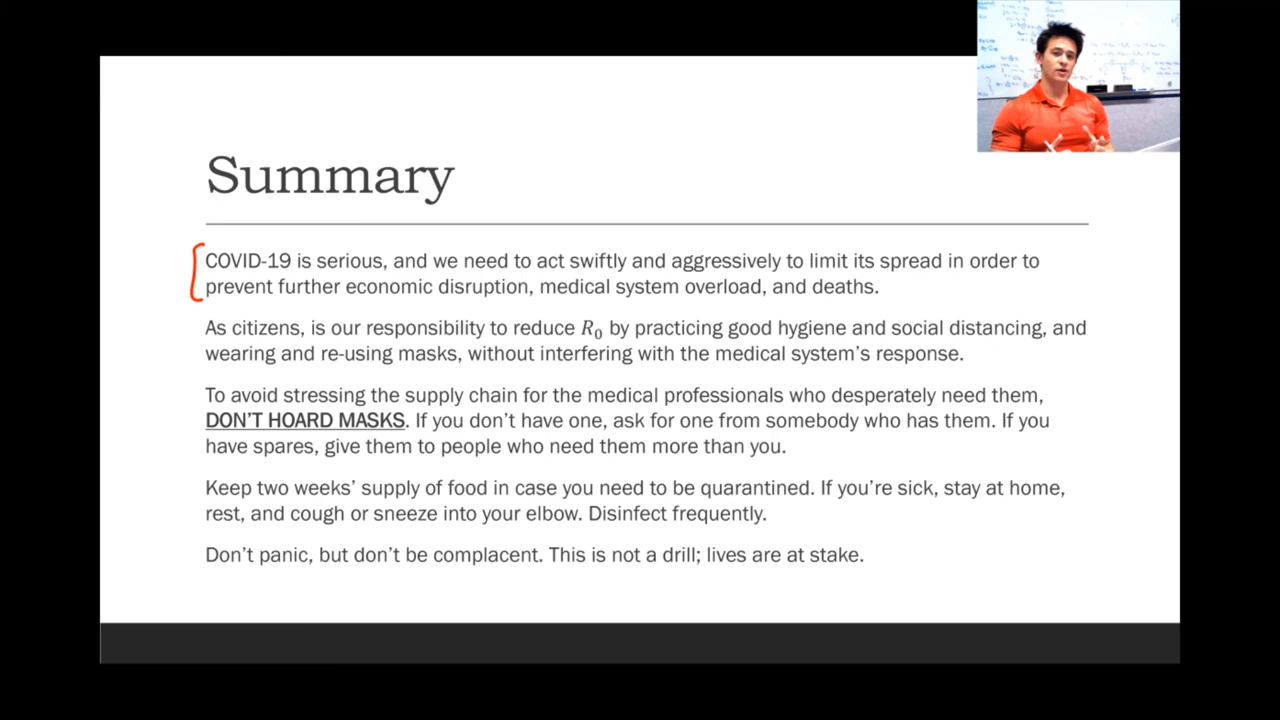 Summary
COVID-19 is serious, and we need to act swiftly and aggressively to limit its spread in order to
prevent further economic disruption, medical system overload, and deaths.
As citizens, is our responsibility to reduce R₀ by practicing good hygiene and social distancing, and
wearing and re-using masks, without interfering with the medical system’s response.
To avoid stressing the supply chain for the medical professionals who desperately need them,
DON’T HOARD MASKS. If you don’t have one, ask for one from somebody who has them. If you
have spares, give them to people who need them more than you.
Keep two weeks’ supply of food in case you need to be quarantined. If you’re sick, stay at home,
rest, and cough or sneeze into your elbow. Disinfect frequently.
Don’t panic, but don’t be complacent. This is not a drill; lives are at stake.